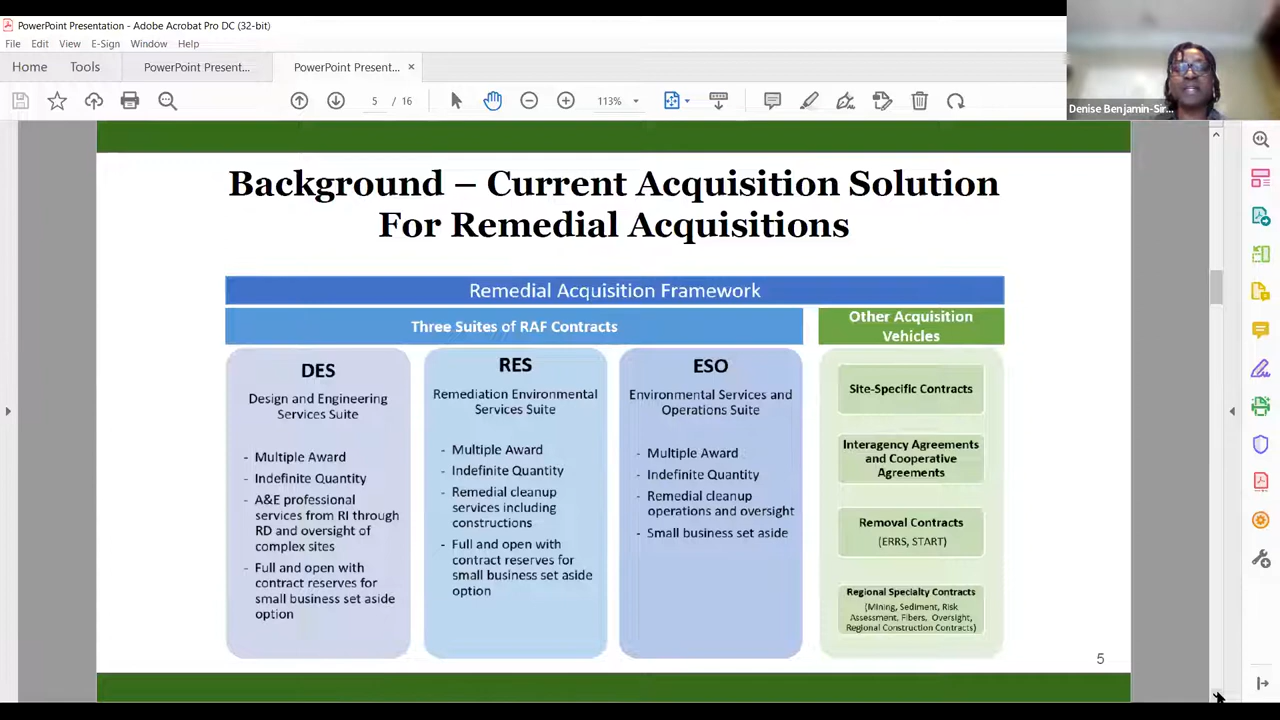 PowerPoint Presentation - Adobe Acrobat Pro DC (32-bit)
File Edit View E-Sign Window Help
Home Tools PowerPoint Present... PowerPoint Present... ×
5 / 16 113%
Denise Benjamin-Sir...
Background – Current Acquisition Solution
For Remedial Acquisitions
Remedial Acquisition Framework
Three Suites of RAF Contracts
DES
Design and Engineering
Services Suite
- Multiple Award
- Indefinite Quantity
- A&E professional
services from RI through
RD and oversight of
complex sites
- Full and open with
contract reserves for
small business set aside
option
RES
Remediation Environmental
Services Suite
- Multiple Award
- Indefinite Quantity
- Remedial cleanup
services including
constructions
- Full and open with
contract reserves for
small business set aside
option
ESO
Environmental Services and
Operations Suite
- Multiple Award
- Indefinite Quantity
- Remedial cleanup
operations and oversight
- Small business set aside
Other Acquisition
Vehicles
Site-Specific Contracts
Interagency Agreements
and Cooperative
Agreements
Removal Contracts
(ERRS, START)
Regional Specialty Contracts
(Mining, Sediment, Risk
Assessment, Fibers, Oversight,
Regional Construction Contracts)
5